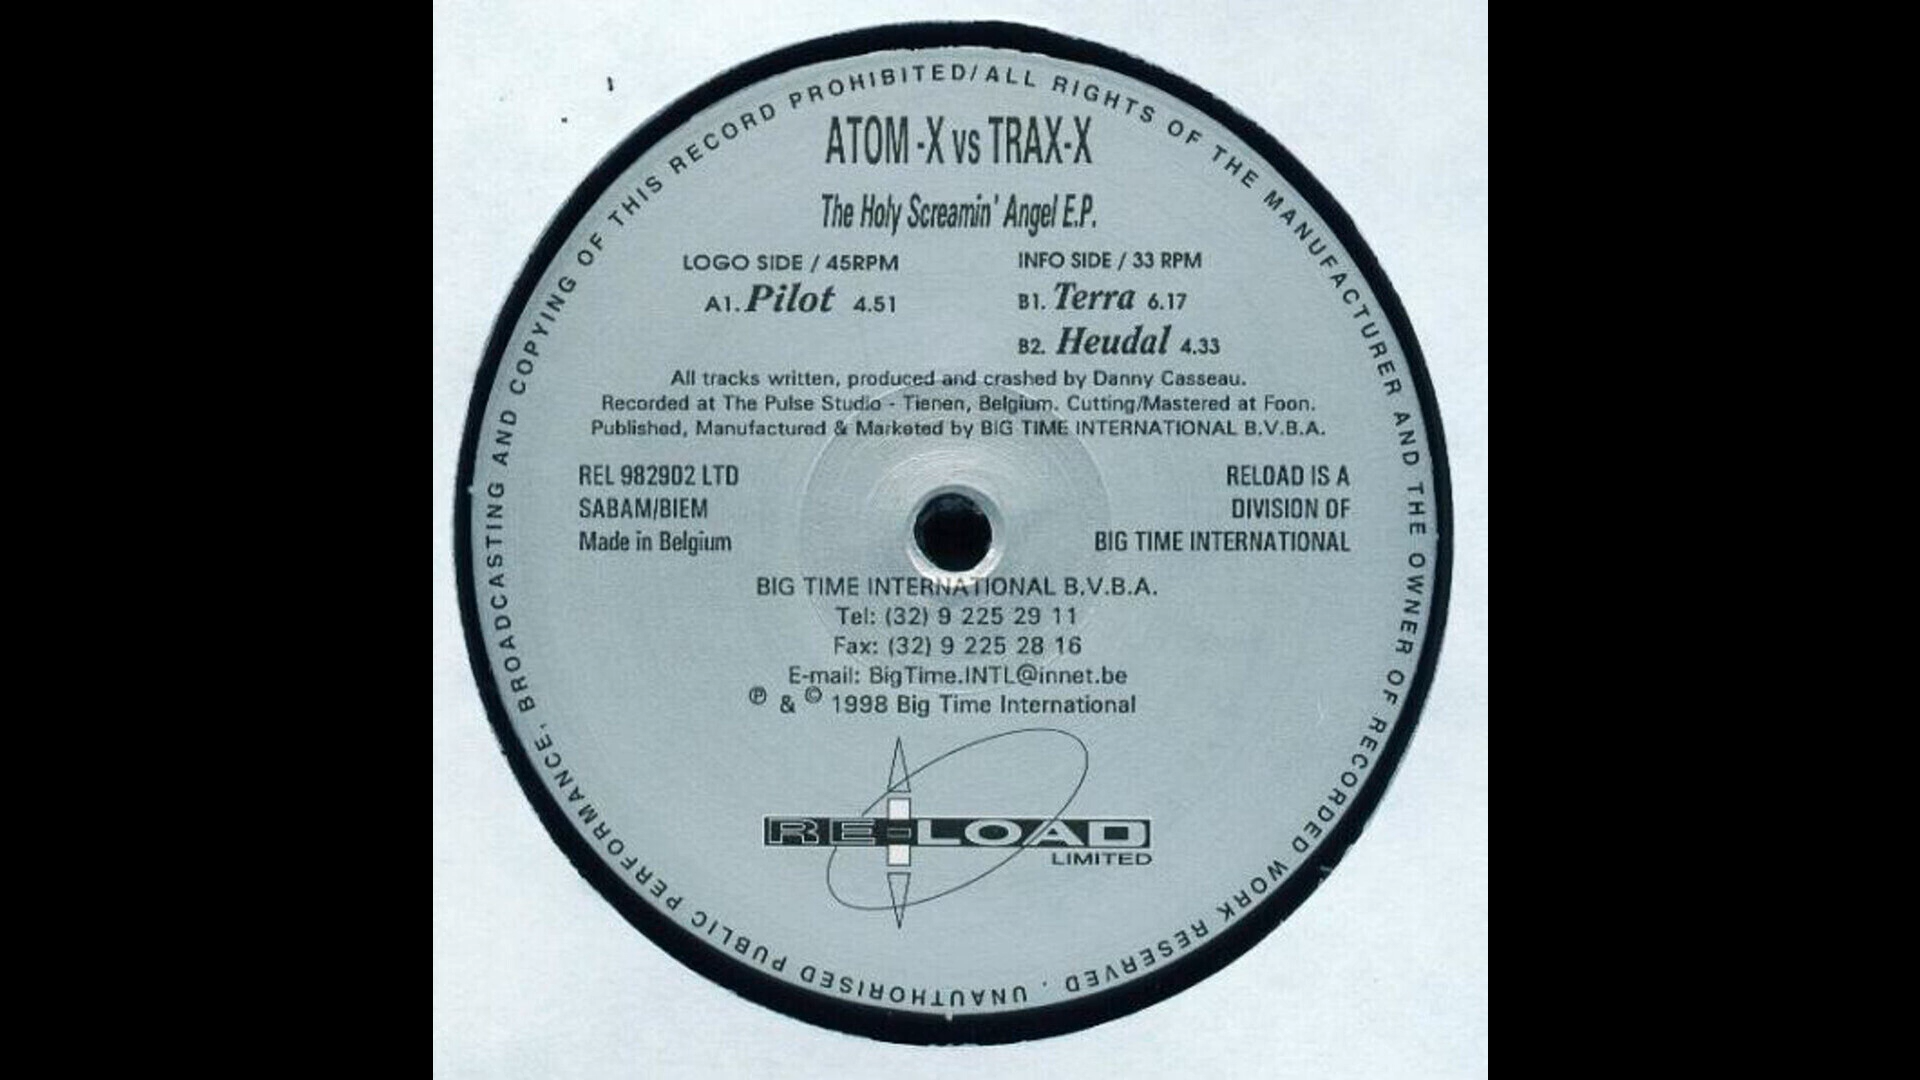 ATOM -X vs TRAX-X
The Holy Screamin' Angel E.P.
LOGO SIDE / 45RPM
A1. Pilot 4.51
INFO SIDE / 33 RPM
B1. Terra 6.17
B2. Heudal 4.33
All tracks written, produced and crashed by Danny Casseau.
Recorded at The Pulse Studio - Tienen, Belgium. Cutting/Mastered at Foon.
Published, Manufactured & Marketed by BIG TIME INTERNATIONAL B.V.B.A.
REL 982902 LTD
SABAM/BIEM
Made in Belgium
RELOAD IS A
DIVISION OF
BIG TIME INTERNATIONAL
BIG TIME INTERNATIONAL B.V.B.A.
Tel: (32) 9 225 29 11
Fax: (32) 9 225 28 16
E-mail: BigTime.INTL@innet.be
℗ & © 1998 Big Time International
RE-LOAD
LIMITED
ALL RIGHTS OF THE MANUFACTURER AND THE OWNER OF RECORDED WORK RESERVED . UNAUTHORISED PUBLIC PERFORMANCE, BROADCASTING AND COPYING OF THIS RECORD PROHIBITED/